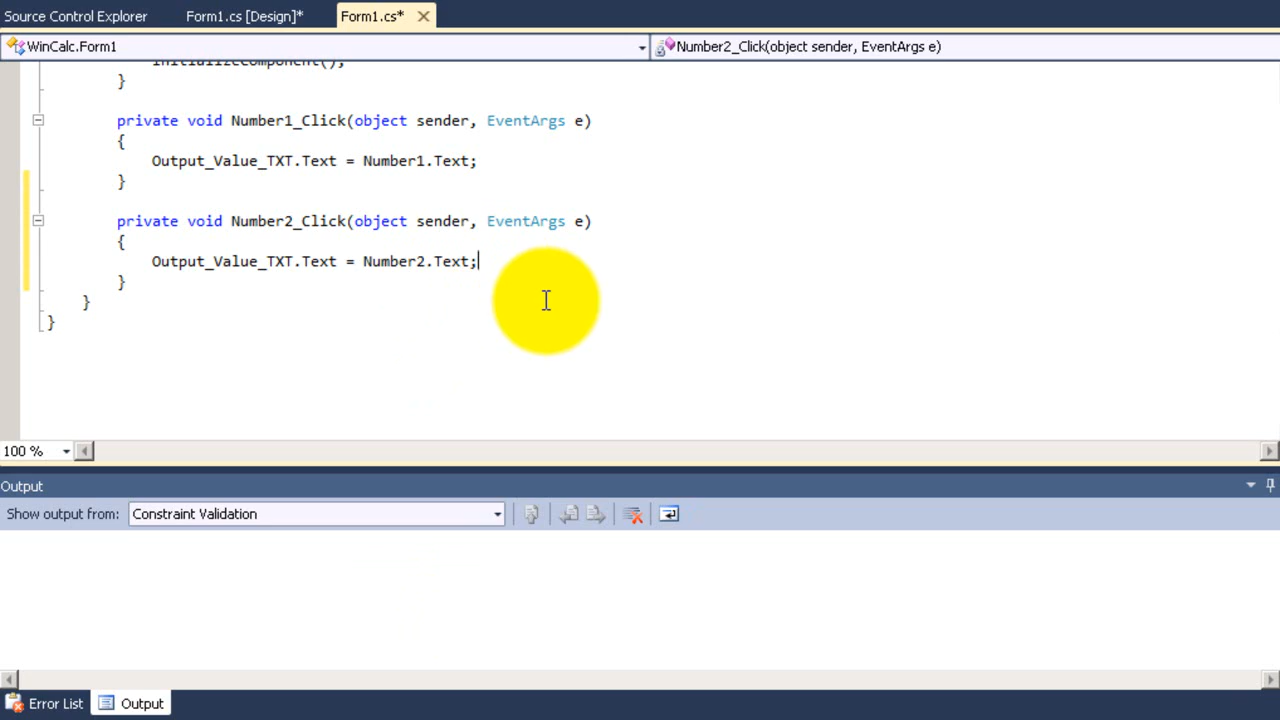 Source Control Explorer
Form1.cs [Design]*
Form1.cs*
WinCalc.Form1
Number2_Click(object sender, EventArgs e)
InitializeComponent();
}
private void Number1_Click(object sender, EventArgs e)
{
Output_Value_TXT.Text = Number1.Text;
}
private void Number2_Click(object sender, EventArgs e)
{
Output_Value_TXT.Text = Number2.Text;
}
}
}
100 %
Output
Show output from: Constraint Validation
Error List
Output